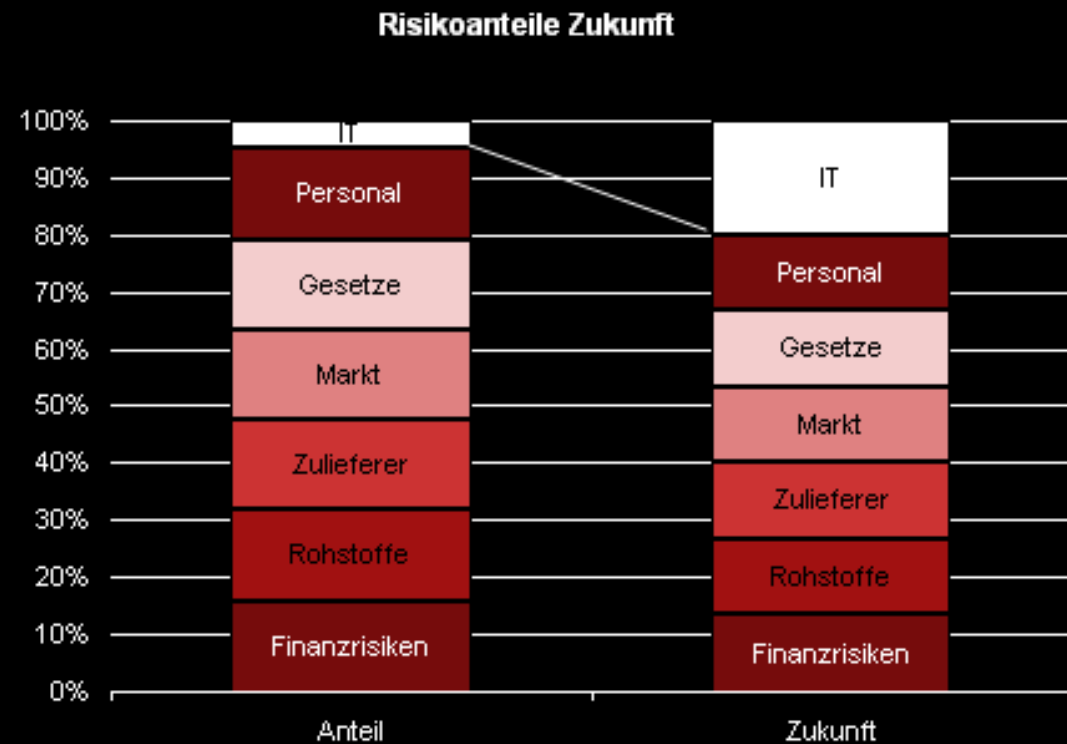 Risikoanteile Zukunft
100%
90%
80%
70%
60%
50%
40%
30%
20%
10%
0%
IT
Personal
Gesetze
Markt
Zulieferer
Rohstoffe
Finanzrisiken
IT
Personal
Gesetze
Markt
Zulieferer
Rohstoffe
Finanzrisiken
Anteil
Zukunft